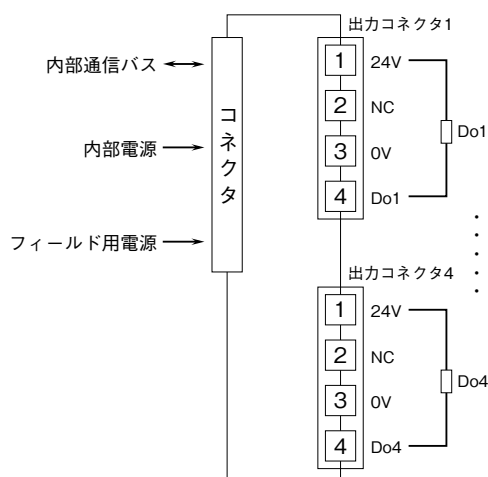 出力コネクタ1
内部通信バス
内部電源
フィールド用電源
コネクタ
1 24V
2 NC
3 0V
4 Do1
Do1
出力コネクタ4
1 24V
2 NC
3 0V
4 Do4
Do4